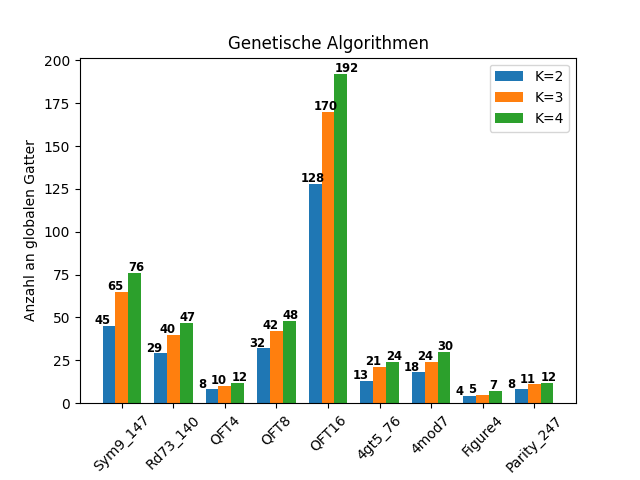 Genetische Algorithmen
Anzahl an globalen Gatter
200
175
150
125
100
75
50
25
0
K=2
K=3
K=4
45 65 76
29 40 47
8 10 12
32 42 48
128 170 192
13 21 24
18 24 30
4 5 7
8 11 12
Sym9_147
Rd73_140
QFT4
QFT8
QFT16
4gt5_76
4mod7
Figure4
Parity_247